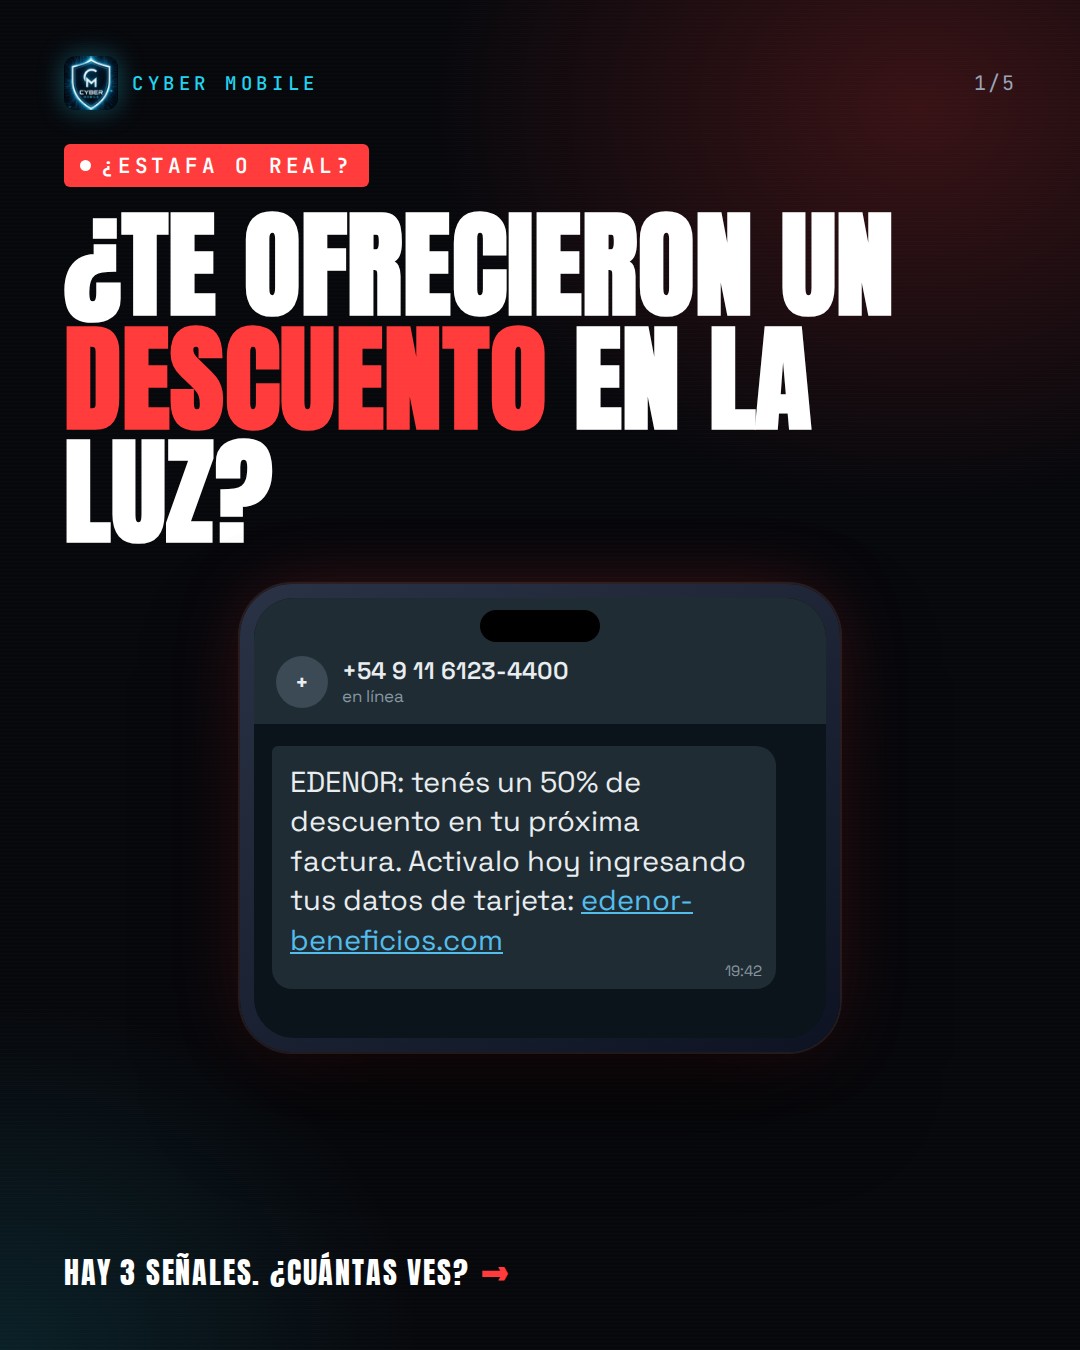 CM
CYBER
CYBER MOBILE
1/5
¿ESTAFA O REAL?
¿TE OFRECIERON UN
DESCUENTO EN LA
LUZ?
+
+54 9 11 6123-4400
en línea
EDENOR: tenés un 50% de
descuento en tu próxima
factura. Activalo hoy ingresando
tus datos de tarjeta: edenor-
beneficios.com
19:42
HAY 3 SEÑALES. ¿CUÁNTAS VES? →